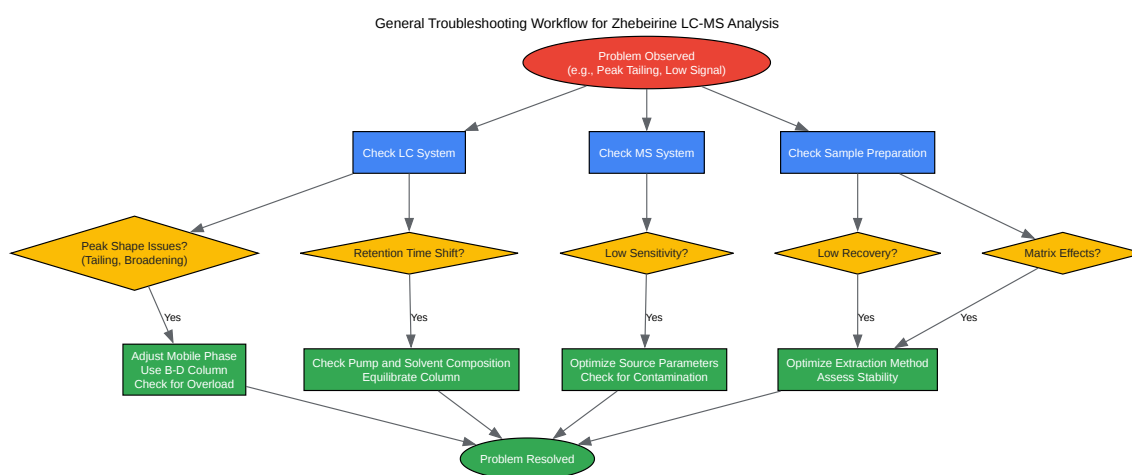 General Troubleshooting Workflow for Zhebeirine LC-MS Analysis
Problem Observed
(e.g., Peak Tailing, Low Signal)
Check LC System
Check MS System
Check Sample Preparation
Peak Shape Issues?
(Tailing, Broadening)
Retention Time Shift?
Low Sensitivity?
Low Recovery?
Matrix Effects?
Yes
Yes
Yes
Yes
Yes
Adjust Mobile Phase
Use B-D Column
Check for Overload
Check Pump and Solvent Composition
Equilibrate Column
Optimize Source Parameters
Check for Contamination
Optimize Extraction Method
Assess Stability
Problem Resolved